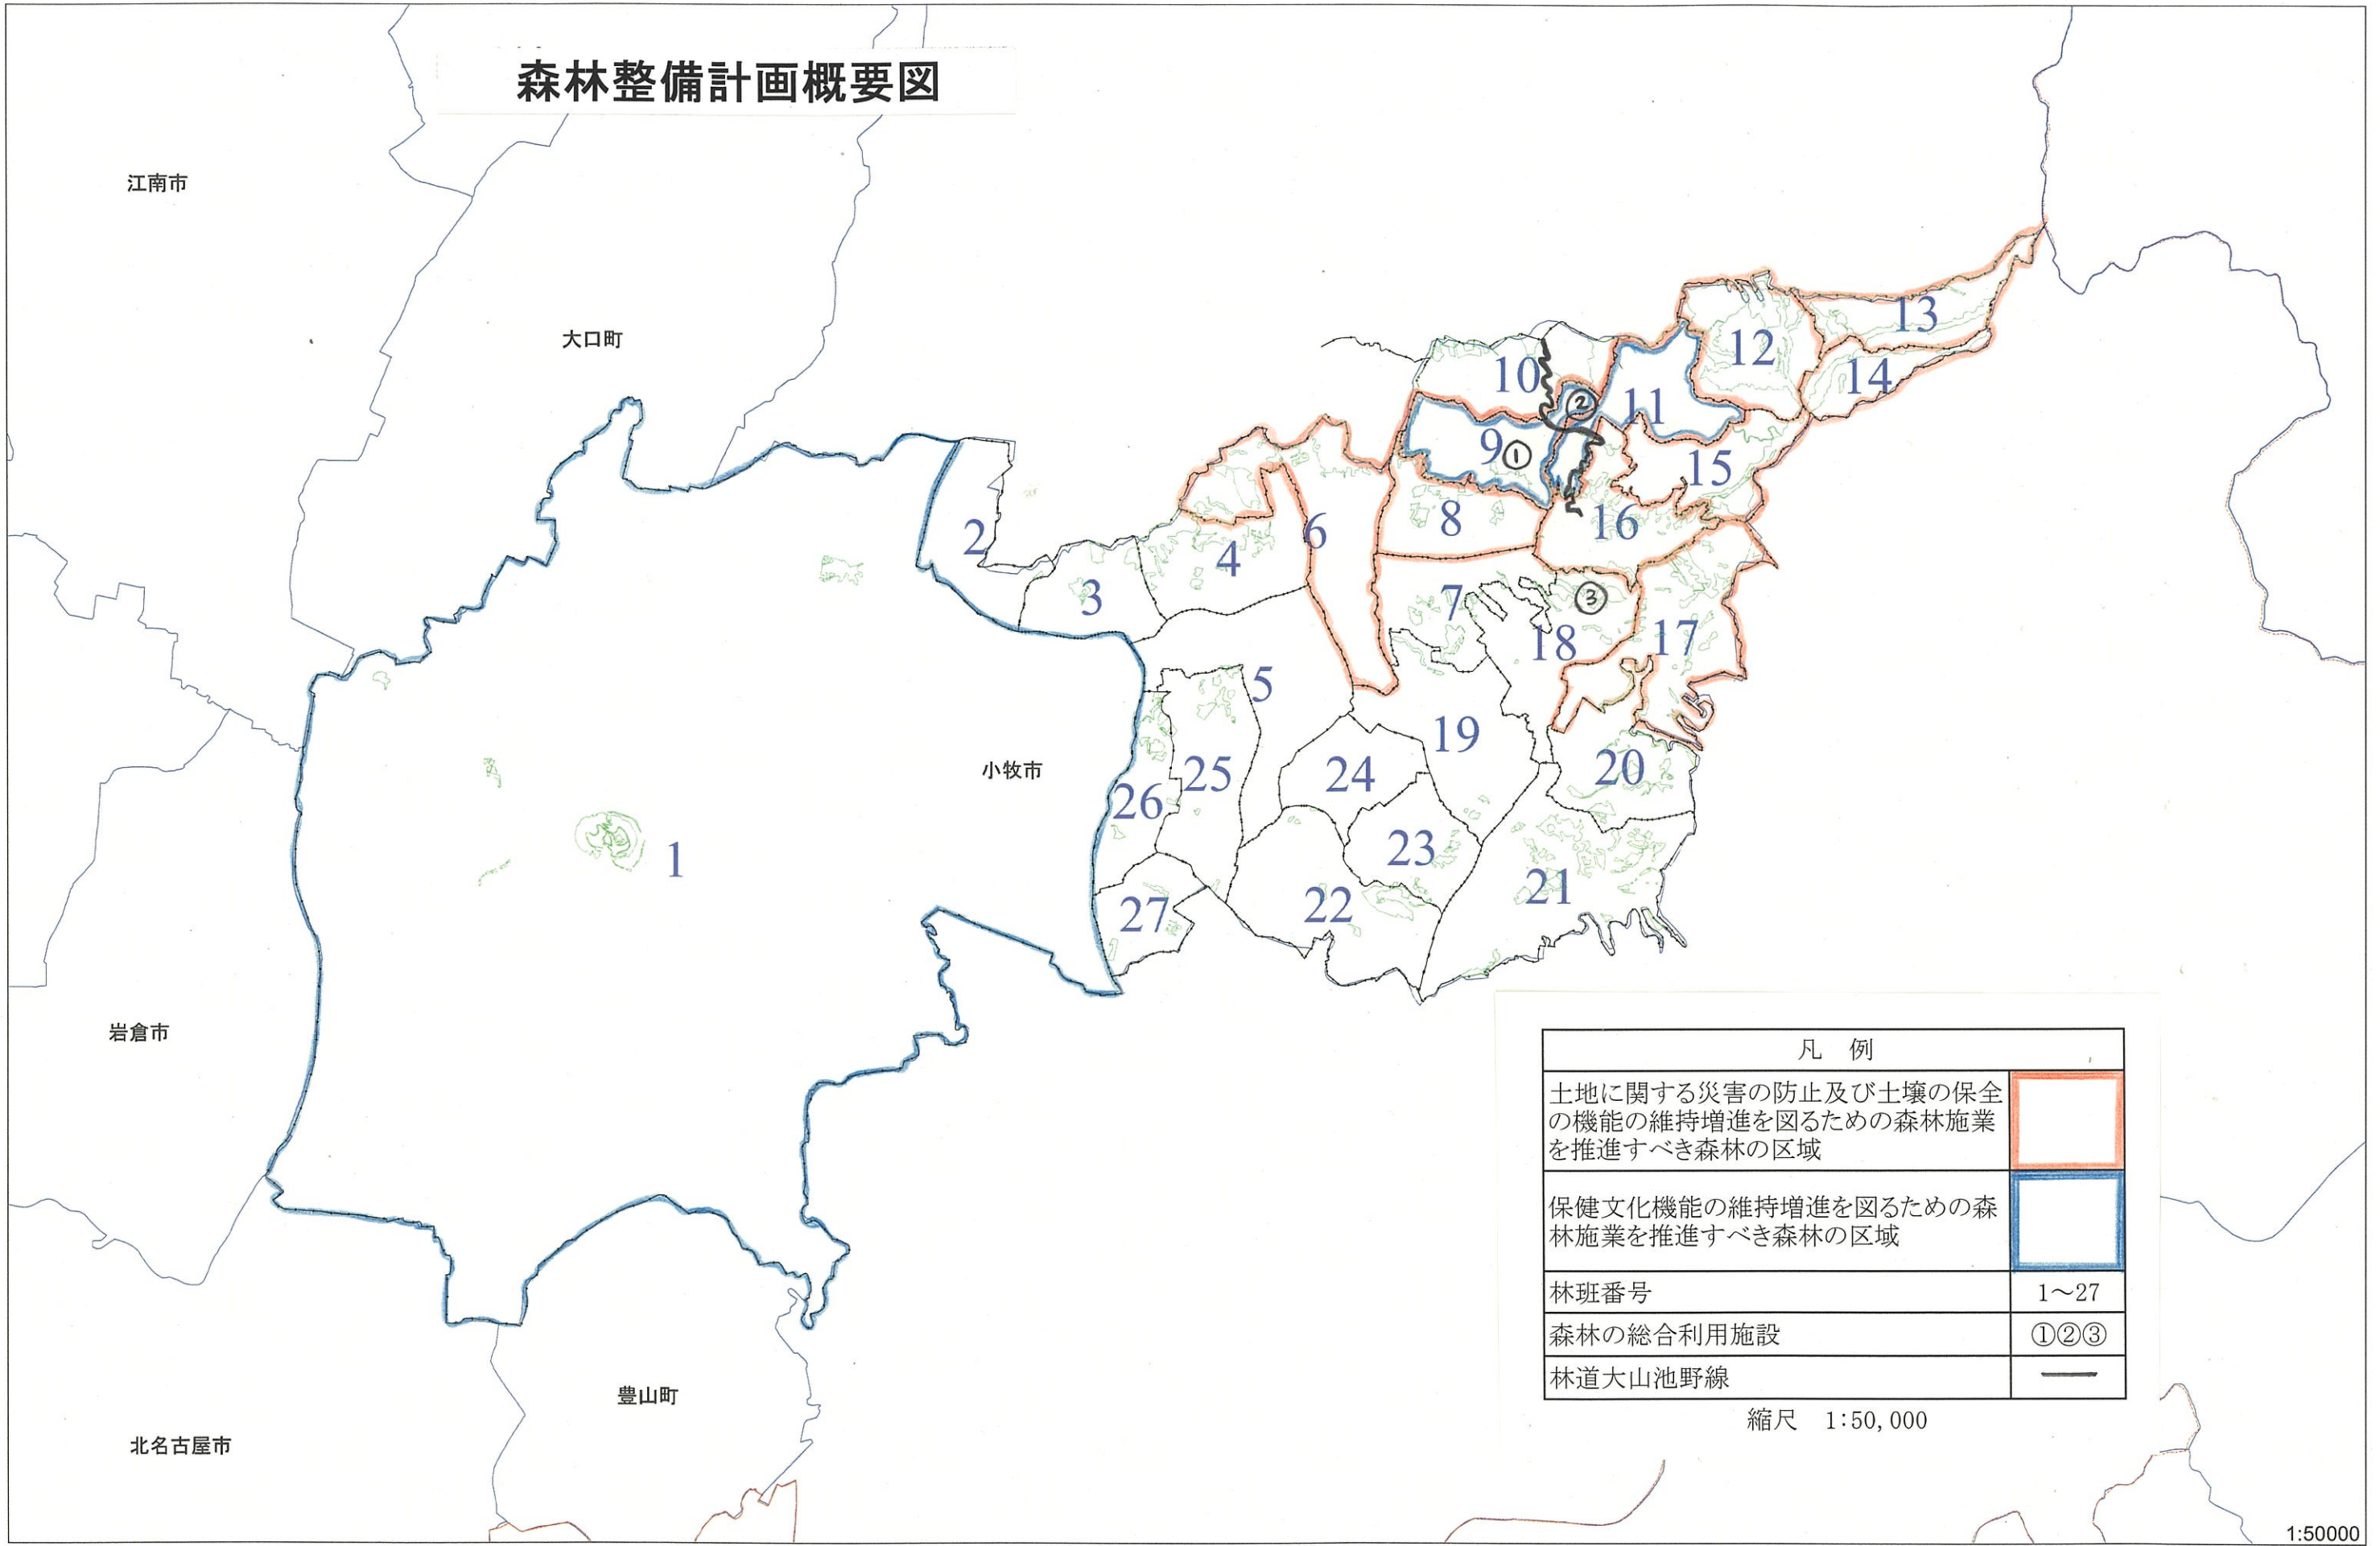 森林整備計画概要図
江南市
大口町
13
12
10
14
②
11
9
①
15
2
6
8
16
4
3
7
③
18
17
5
19
25
24
20
小牧市
26
1
23
21
22
27
岩倉市
豊山町
北名古屋市
凡 例
土地に関する災害の防止及び土壌の保全
の機能の維持増進を図るための森林施業
を推進すべき森林の区域
保健文化機能の維持増進を図るための森
林施業を推進すべき森林の区域
林班番号 1～27
森林の総合利用施設 ①②③
林道大山池野線
縮尺 1:50,000
1:50000